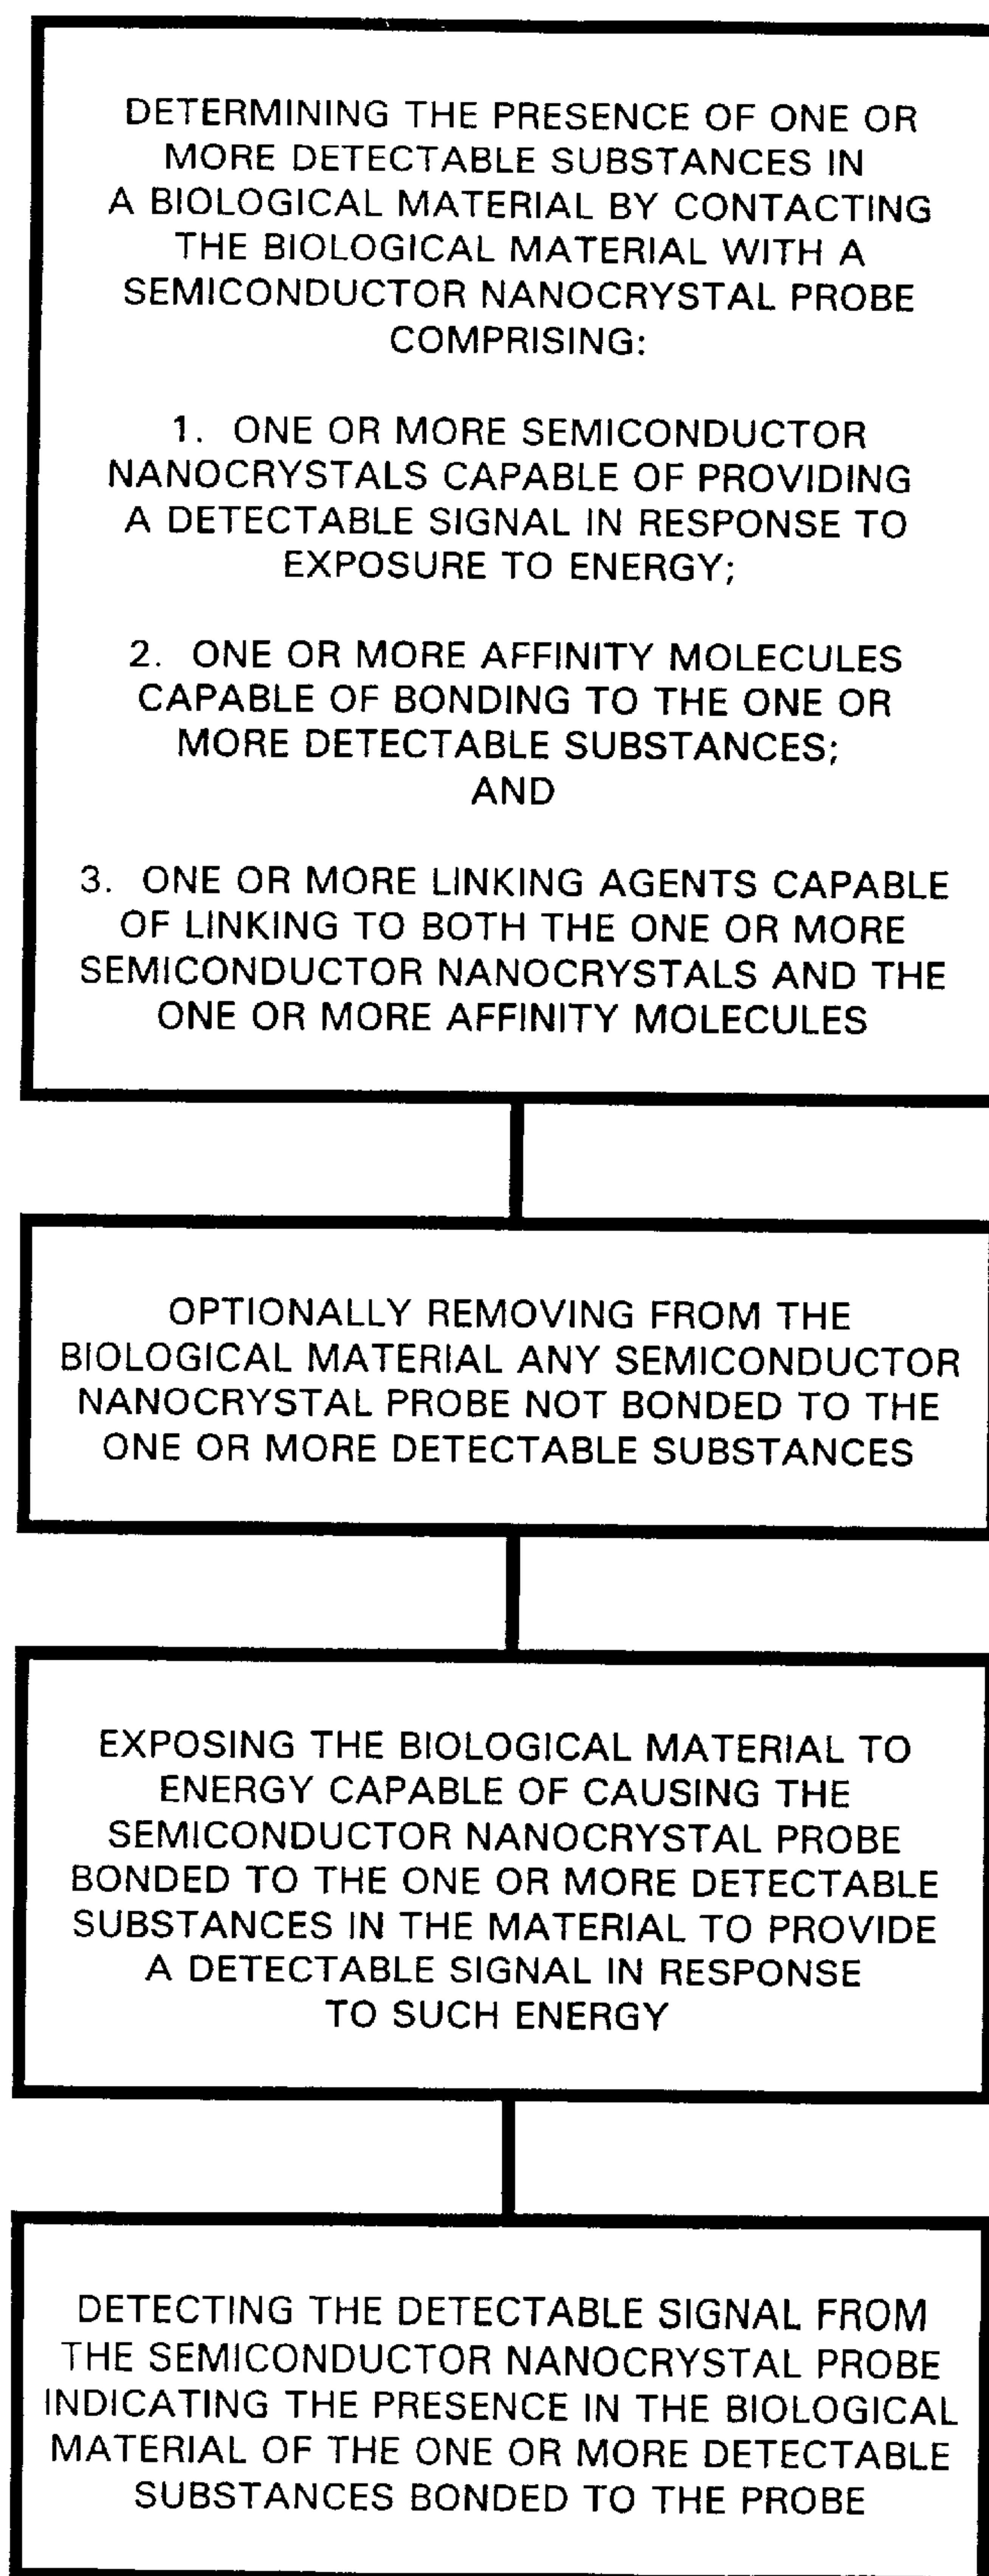 DETERMINING THE PRESENCE OF ONE OR
MORE DETECTABLE SUBSTANCES IN
A BIOLOGICAL MATERIAL BY CONTACTING
THE BIOLOGICAL MATERIAL WITH A
SEMICONDUCTOR NANOCRYSTAL PROBE
COMPRISING:
1. ONE OR MORE SEMICONDUCTOR
NANOCRYSTALS CAPABLE OF PROVIDING
A DETECTABLE SIGNAL IN RESPONSE TO
EXPOSURE TO ENERGY;
2. ONE OR MORE AFFINITY MOLECULES
CAPABLE OF BONDING TO THE ONE OR
MORE DETECTABLE SUBSTANCES;
AND
3. ONE OR MORE LINKING AGENTS CAPABLE
OF LINKING TO BOTH THE ONE OR MORE
SEMICONDUCTOR NANOCRYSTALS AND THE
ONE OR MORE AFFINITY MOLECULES
OPTIONALLY REMOVING FROM THE
BIOLOGICAL MATERIAL ANY SEMICONDUCTOR
NANOCRYSTAL PROBE NOT BONDED TO THE
ONE OR MORE DETECTABLE SUBSTANCES
EXPOSING THE BIOLOGICAL MATERIAL TO
ENERGY CAPABLE OF CAUSING THE
SEMICONDUCTOR NANOCRYSTAL PROBE
BONDED TO THE ONE OR MORE DETECTABLE
SUBSTANCES IN THE MATERIAL TO PROVIDE
A DETECTABLE SIGNAL IN RESPONSE
TO SUCH ENERGY
DETECTING THE DETECTABLE SIGNAL FROM
THE SEMICONDUCTOR NANOCRYSTAL PROBE
INDICATING THE PRESENCE IN THE BIOLOGICAL
MATERIAL OF THE ONE OR MORE DETECTABLE
SUBSTANCES BONDED TO THE PROBE